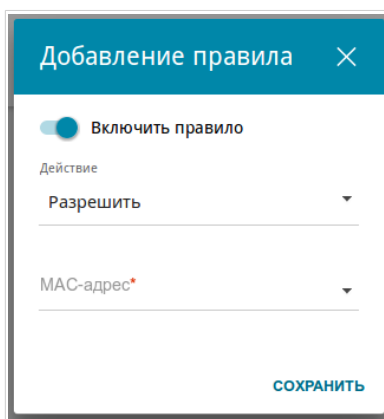 Добавление правила
Включить правило
Действие
Разрешить
MAC-адрес*
СОХРАНИТЬ